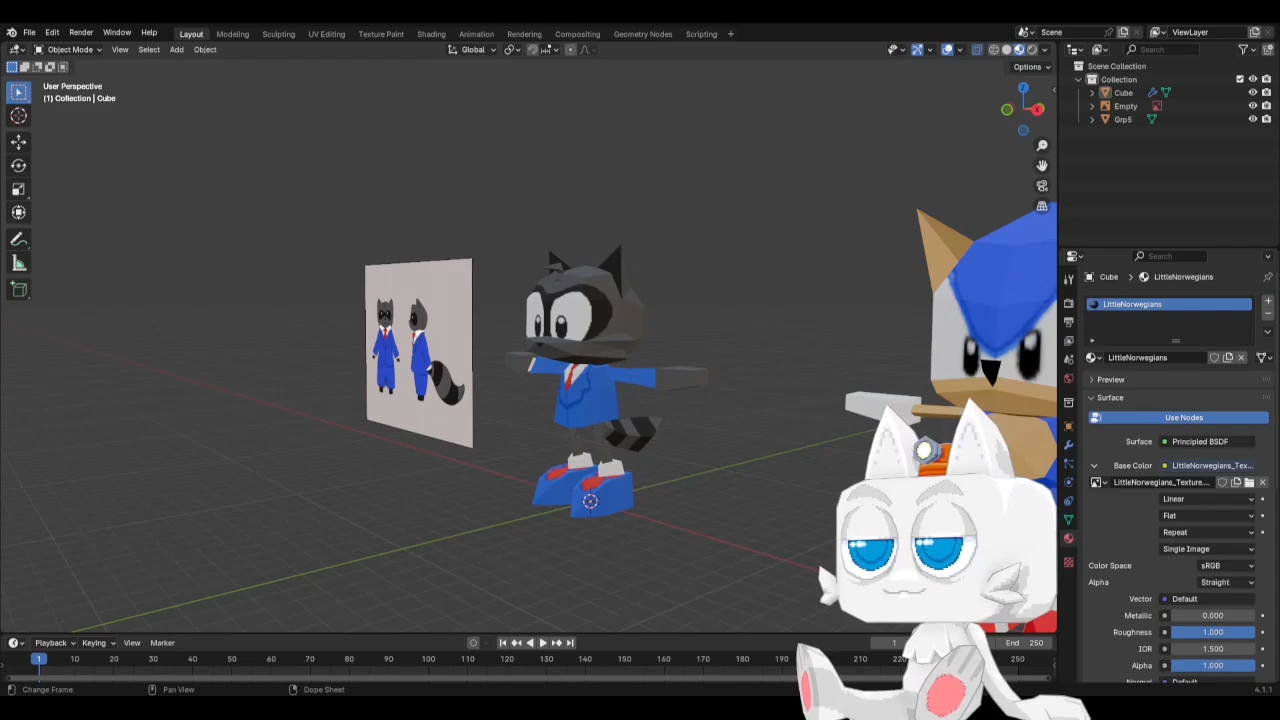 File Edit Render Window Help Layout Modeling Sculpting UV Editing Texture Paint Shading Animation Rendering Compositing Geometry Nodes Scripting + Scene ViewLayer
Object Mode View Select Add Object Global Search
Options
User Perspective
(1) Collection | Cube
Z
X
Scene Collection
Collection
Cube
Empty
Grp5
Search
Cube LittleNorwegians
LittleNorwegians
LittleNorwegians
Preview
Surface
Use Nodes
Surface: Principled BSDF
Base Color LittleNorwegians_Tex...
LittleNorwegians_Texture....
Linear
Flat
Repeat
Single Image
Color Space sRGB
Alpha Straight
Vector Default
Metallic 0.000
Roughness 1.000
IOR 1.500
Alpha 1.000
Normal Default
Playback Keying View Marker 1 End 250
1 10 20 30 40 50 60 70 80 90 100 110 120 130 140 150 160 170 180 190 200 210 250
Change Frame Pan View Dope Sheet 4.1.1